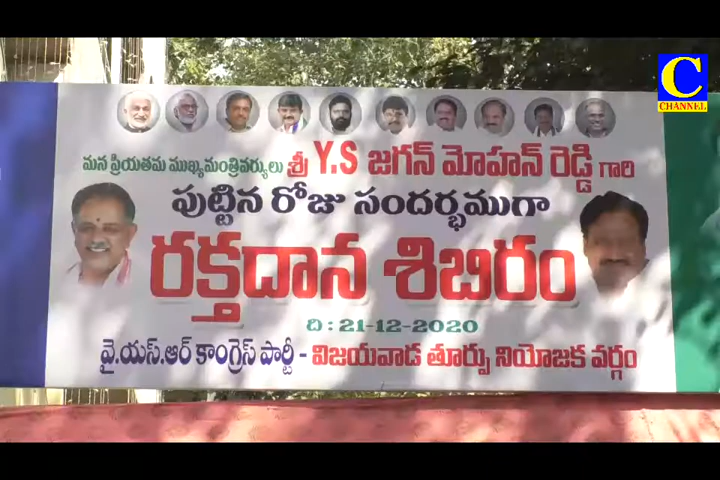 C
CHANNEL
మన ప్రియతమ ముఖ్యమంత్రివర్యులు శ్రీ Y.S జగన్ మోహన్ రెడ్డి గారి
పుట్టిన రోజు సందర్భముగా
రక్తదాన శిబిరం
ది : 21-12-2020
వై.యస్.ఆర్ కాంగ్రెస్ పార్టీ - విజయవాడ తూర్పు నియోజక వర్గం